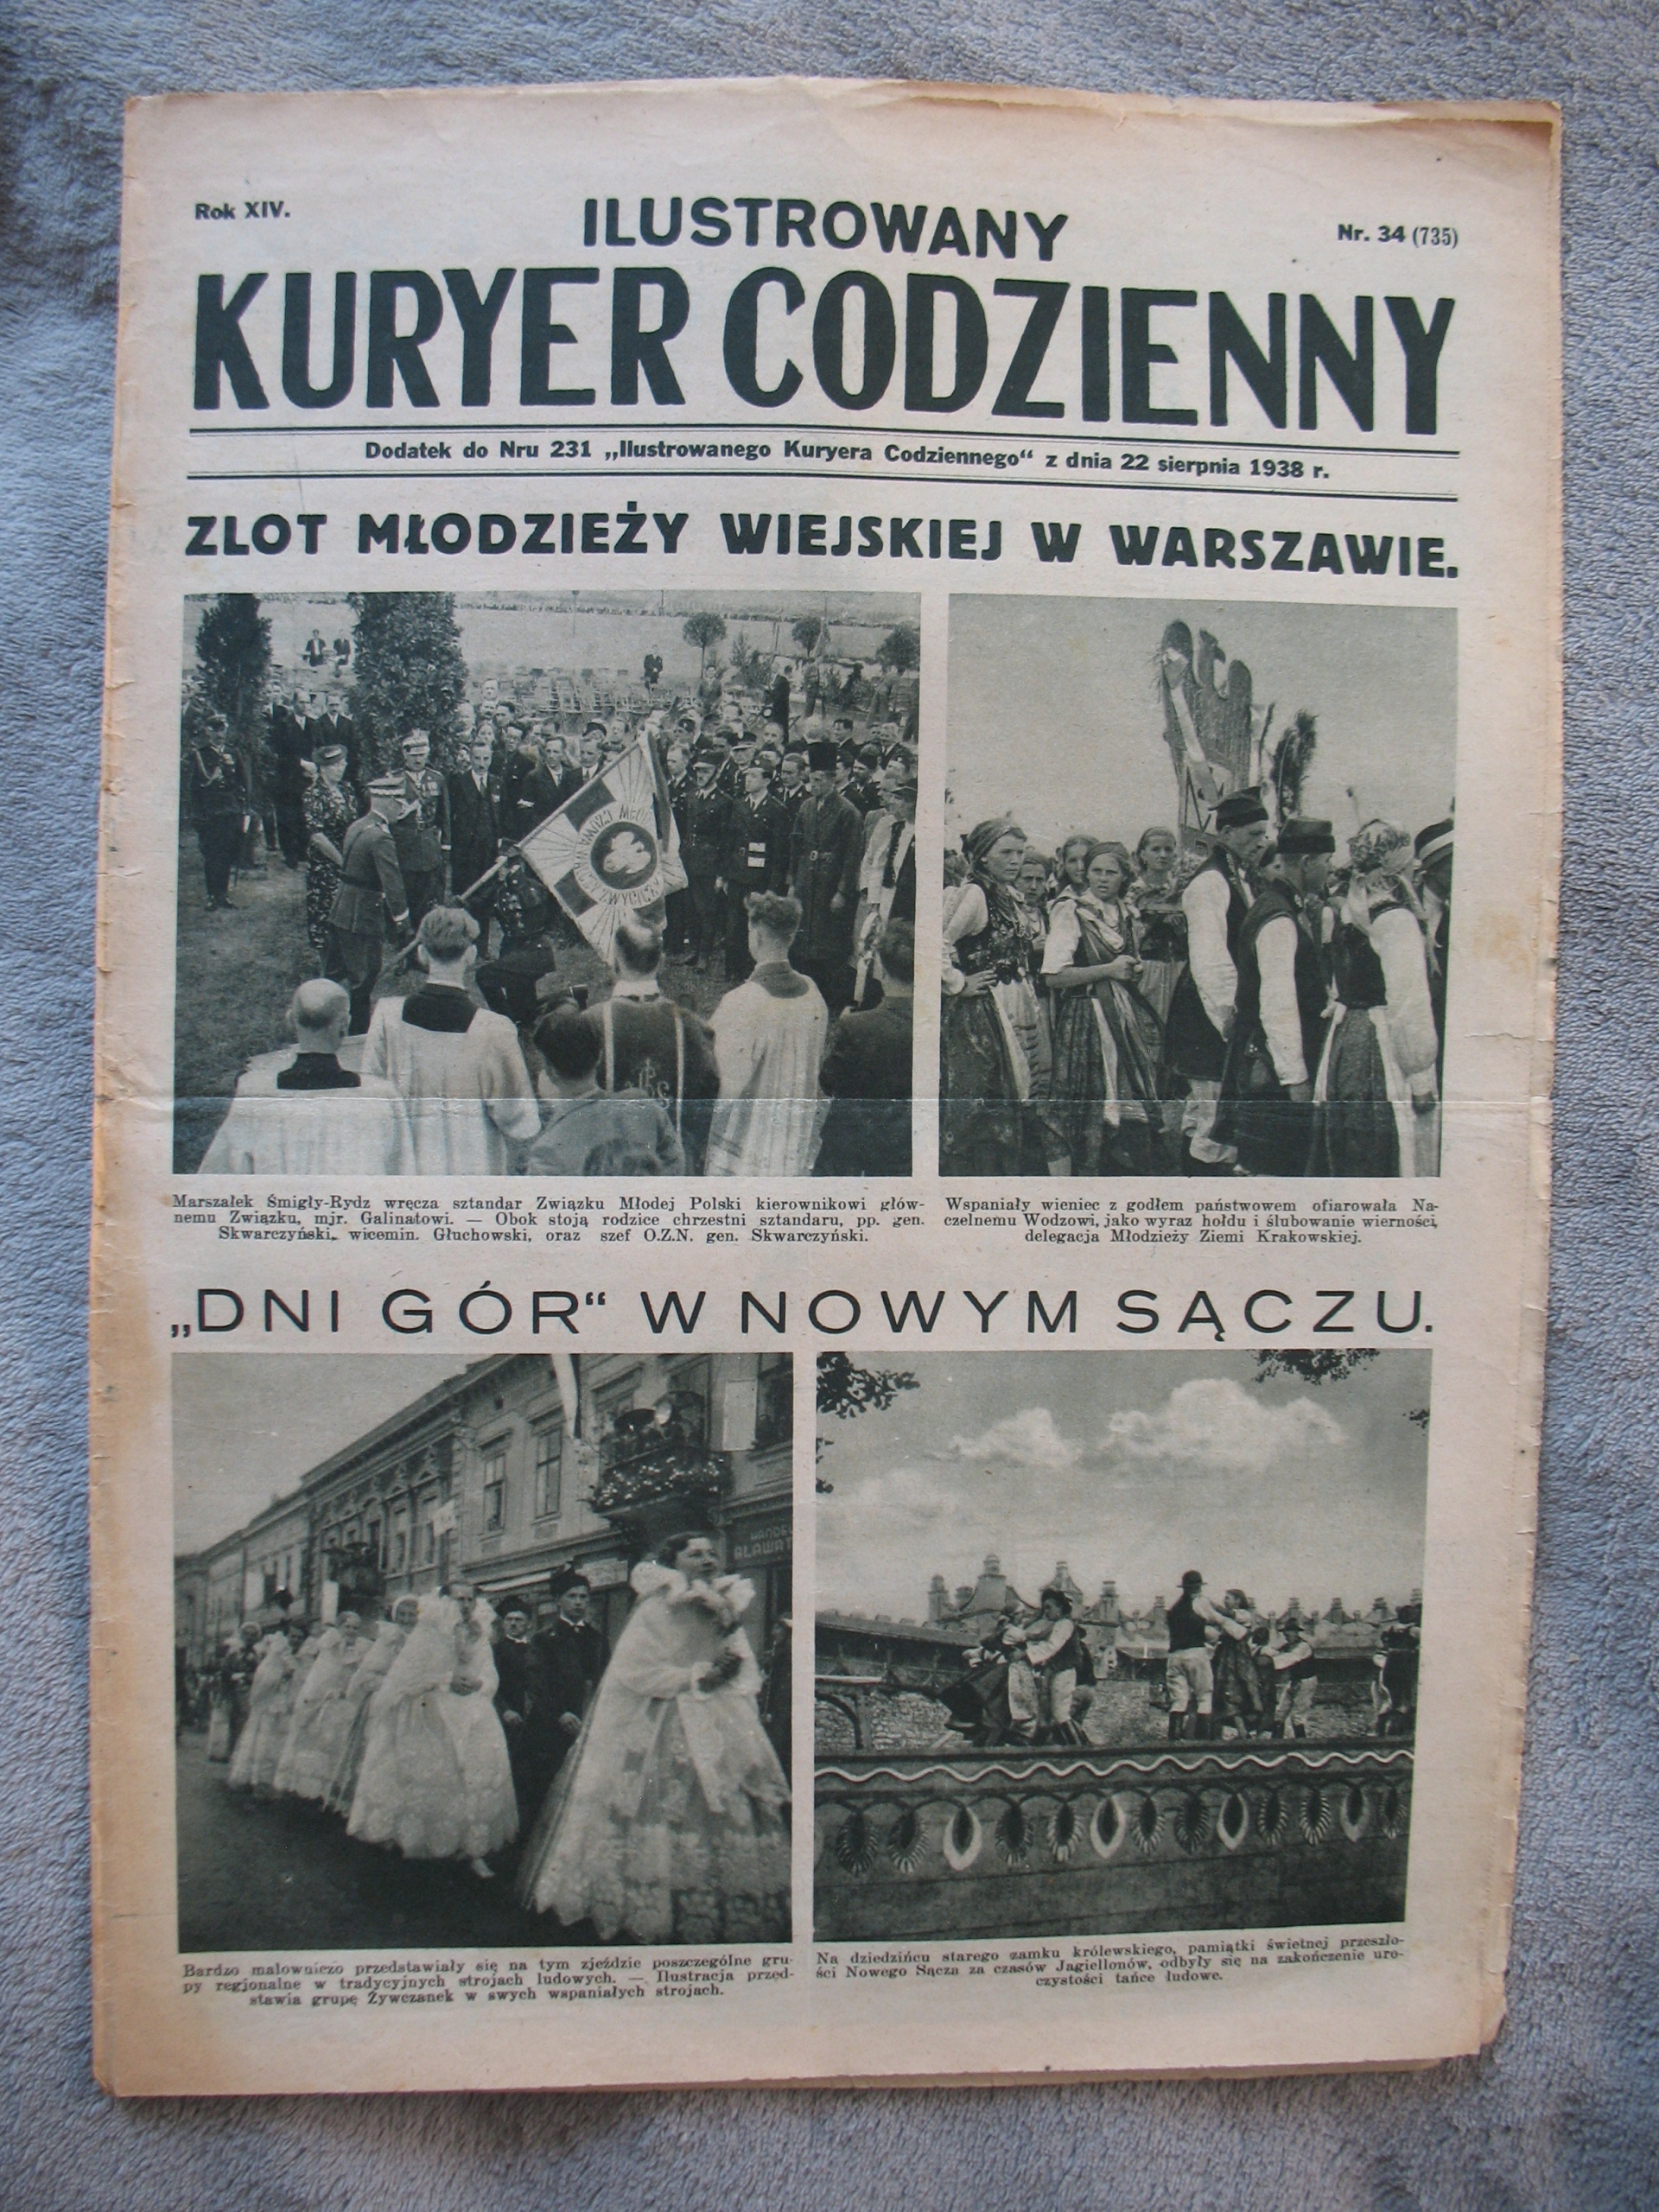 Rok XIV.
ILUSTROWANY
Nr. 34 (735)
KURYER CODZIENNY
Dodatek do Nru 231 „Ilustrowanego Kuryera Codziennego“ z dnia 22 sierpnia 1938 r.
ZLOT MŁODZIEŻY WIEJSKIEJ W WARSZAWIE.
Marszałek Śmigły-Rydz wręcza sztandar Związku Młodej Polski kierownikowi głów-
nemu Związku, mjr. Galinatowi. — Obok stoją rodzice chrzestni sztandaru, pp. gen.
Skwarczyński, wicemin. Głuchowski, oraz szef O.Z.N. gen. Skwarczyński.
Wspaniały wieniec z godłem państwowem ofiarowała Na-
czelnemu Wodzowi, jako wyraz hołdu i ślubowanie wierności,
delegacja Młodzieży Ziemi Krakowskiej.
„DNI GÓR“ W NOWYM SĄCZU.
Bardzo malowniczo przedstawiały się na tym zjeździe poszczególne gru-
py regjonalne w tradycyjnych strojach ludowych. — Ilustracja przed-
stawia grupę Żywczanek w swych wspaniałych strojach.
Na dziedzińcu starego zamku królewskiego, pamiątki świetnej przeszło-
ści Nowego Sącza za czasów Jagiellonów, odbyły się na zakończenie uro-
czystości tańce ludowe.